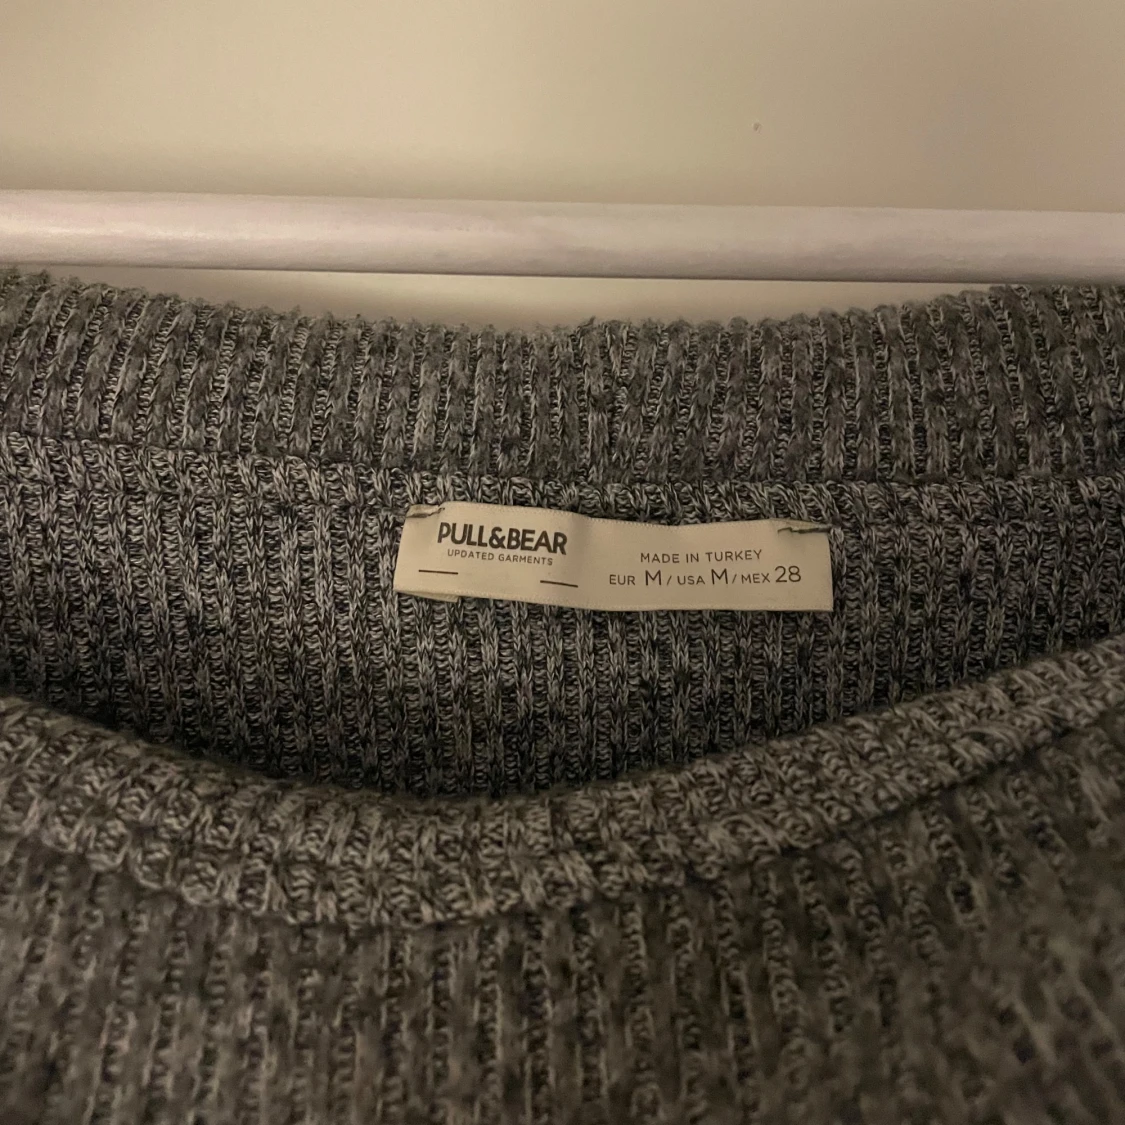 PULL&BEAR
UPDATED GARMENTS
MADE IN TURKEY
EUR M / USA M / MEX 28